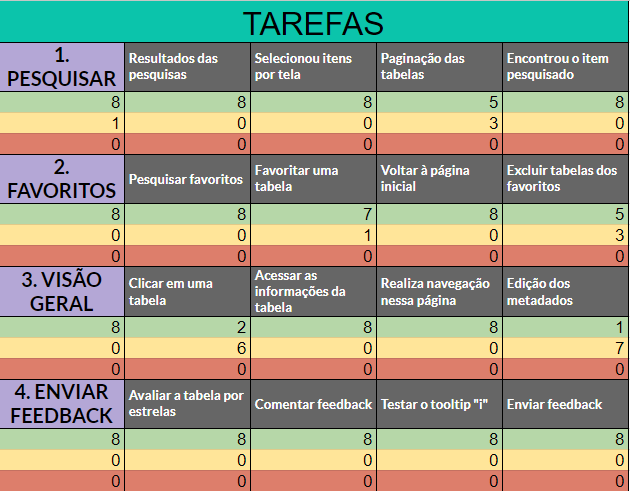 TAREFAS
1.
PESQUISAR
Resultados das
pesquisas
Selecionou itens
por tela
Paginação das
tabelas
Encontrou o item
pesquisado
8 8 8 5 8
1 0 0 3 0
0 0 0 0 0
2.
FAVORITOS
Pesquisar favoritos
Favoritar uma
tabela
Voltar à página
inicial
Excluir tabelas dos
favoritos
8 8 7 8 5
0 0 1 0 3
0 0 0 0 0
3. VISÃO
GERAL
Clicar em uma
tabela
Acessar as
informações da
tabela
Realiza navegação
nessa página
Edição dos
metadados
8 2 8 8 1
0 6 0 0 7
0 0 0 0 0
4. ENVIAR
FEEDBACK
Avaliar a tabela por
estrelas
Comentar feedback
Testar o tooltip "i"
Enviar feedback
8 8 8 8 8
0 0 0 0 0
0 0 0 0 0